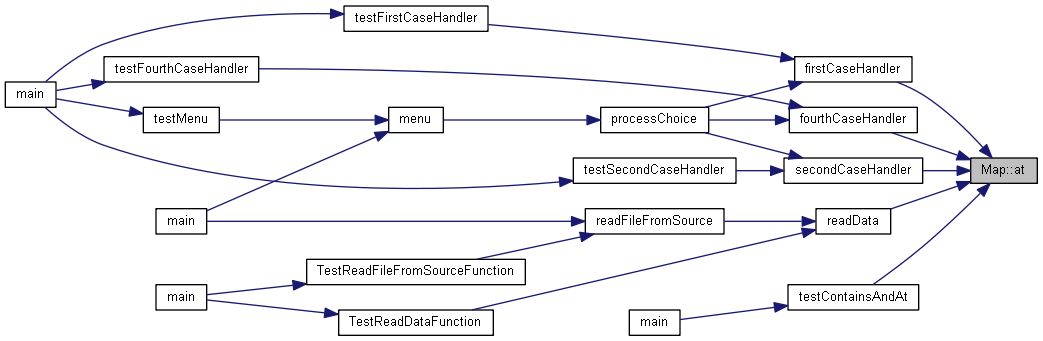 testFirstCaseHandler
testFourthCaseHandler
firstCaseHandler
main
testMenu
menu
processChoice
fourthCaseHandler
testSecondCaseHandler
secondCaseHandler
Map::at
main
readFileFromSource
readData
TestReadFileFromSourceFunction
main
testContainsAndAt
TestReadDataFunction
main